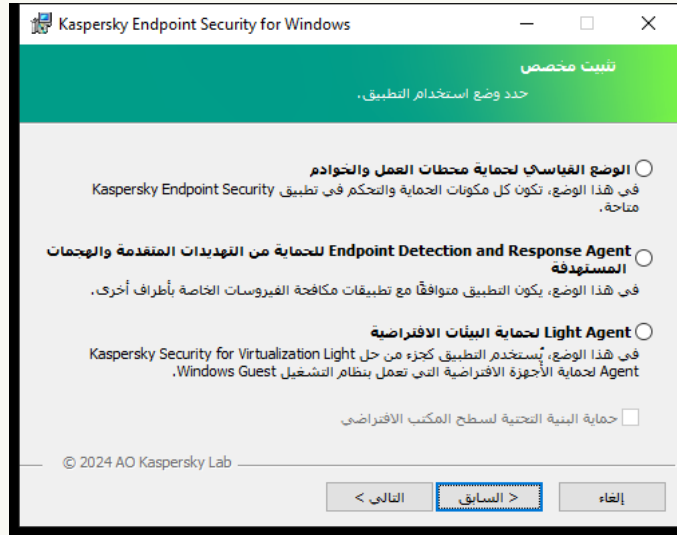 Kaspersky Endpoint Security for Windows
تثبيت مخصص
حدد وضع استخدام التطبيق.
الوضع القياسي لحماية محطات العمل والخوادم
في هذا الوضع، تكون كل مكونات الحماية والتحكم في تطبيق Kaspersky Endpoint Security
متاحة.
Endpoint Detection and Response Agent للحماية من التهديدات المتقدمة والهجمات
المستهدفة
في هذا الوضع، يكون التطبيق متوافقًا مع تطبيقات مكافحة الفيروسات الخاصة بأطراف أخرى.
Light Agent لحماية البيئات الافتراضية
في هذا الوضع، يُستخدم التطبيق كجزء من حل Kaspersky Security for Virtualization Light
Agent لحماية الأجهزة الافتراضية التي تعمل بنظام التشغيل Windows Guest.
حماية البنية التحتية لسطح المكتب الافتراضي
© 2024 AO Kaspersky Lab
إلغاء
< السابق
التالي >